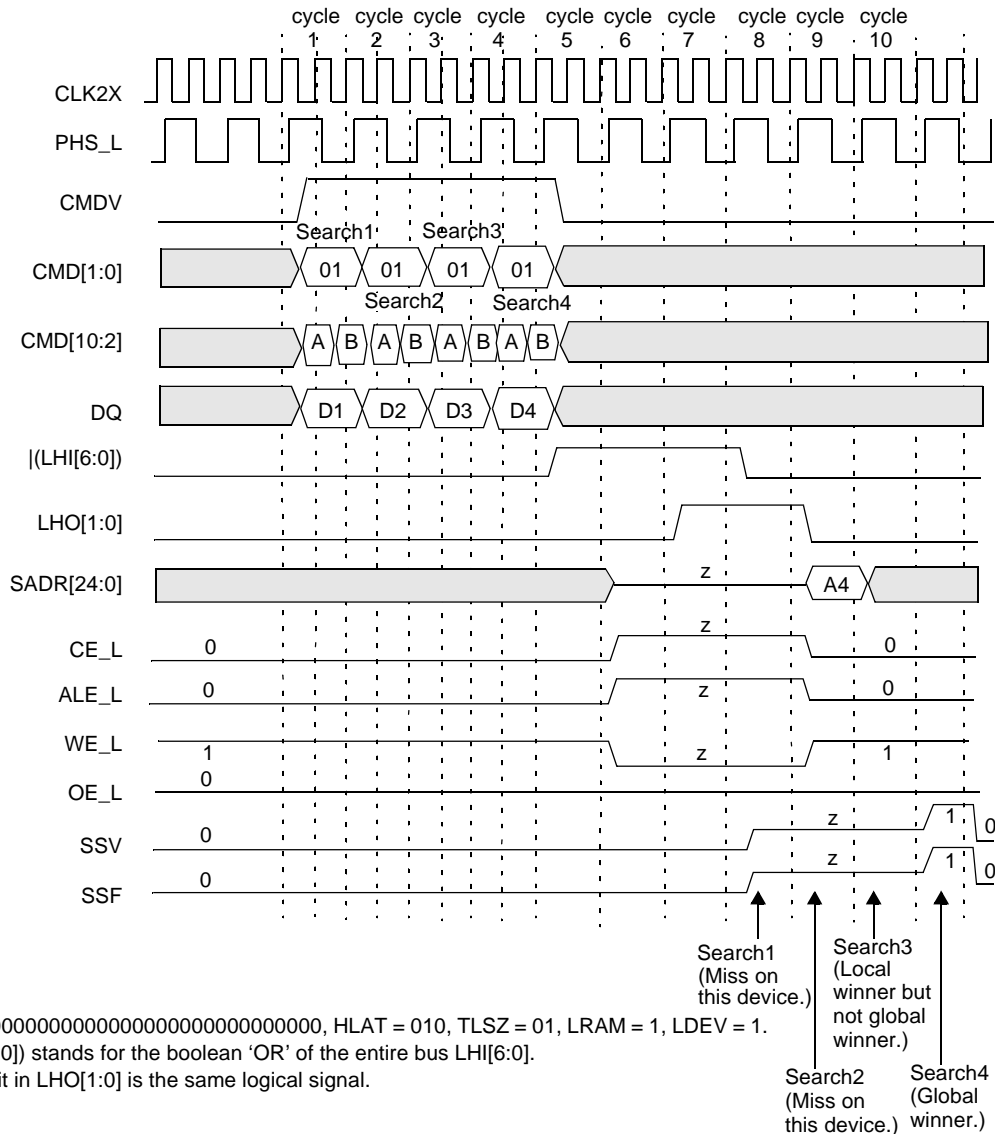 cycle cycle cycle cycle cycle cycle cycle cycle cycle cycle
1 2 3 4 5 6 7 8 9 10
CLK2X
PHS_L
CMDV
Search1 Search3
CMD[1:0] 01 01 01 01
Search2 Search4
CMD[10:2] A B A B A B A B
DQ D1 D2 D3 D4
|(LHI[6:0])
LHO[1:0]
SADR[24:0] z A4
CE_L 0 z 0
ALE_L 0 z 0
WE_L 1 z 1
OE_L 0
SSV 0 z 1 0
SSF 0 z 1 0
Search1
(Miss on
this device.)
Search3
(Local
winner but
not global
winner.)
Search2
(Miss on
this device.)
Search4
(Global
winner.)
HLAT = 010, TLSZ = 01, LRAM = 1, LDEV = 1.
0]) stands for the boolean ‘OR’ of the entire bus LHI[6:0].
it in LHO[1:0] is the same logical signal.